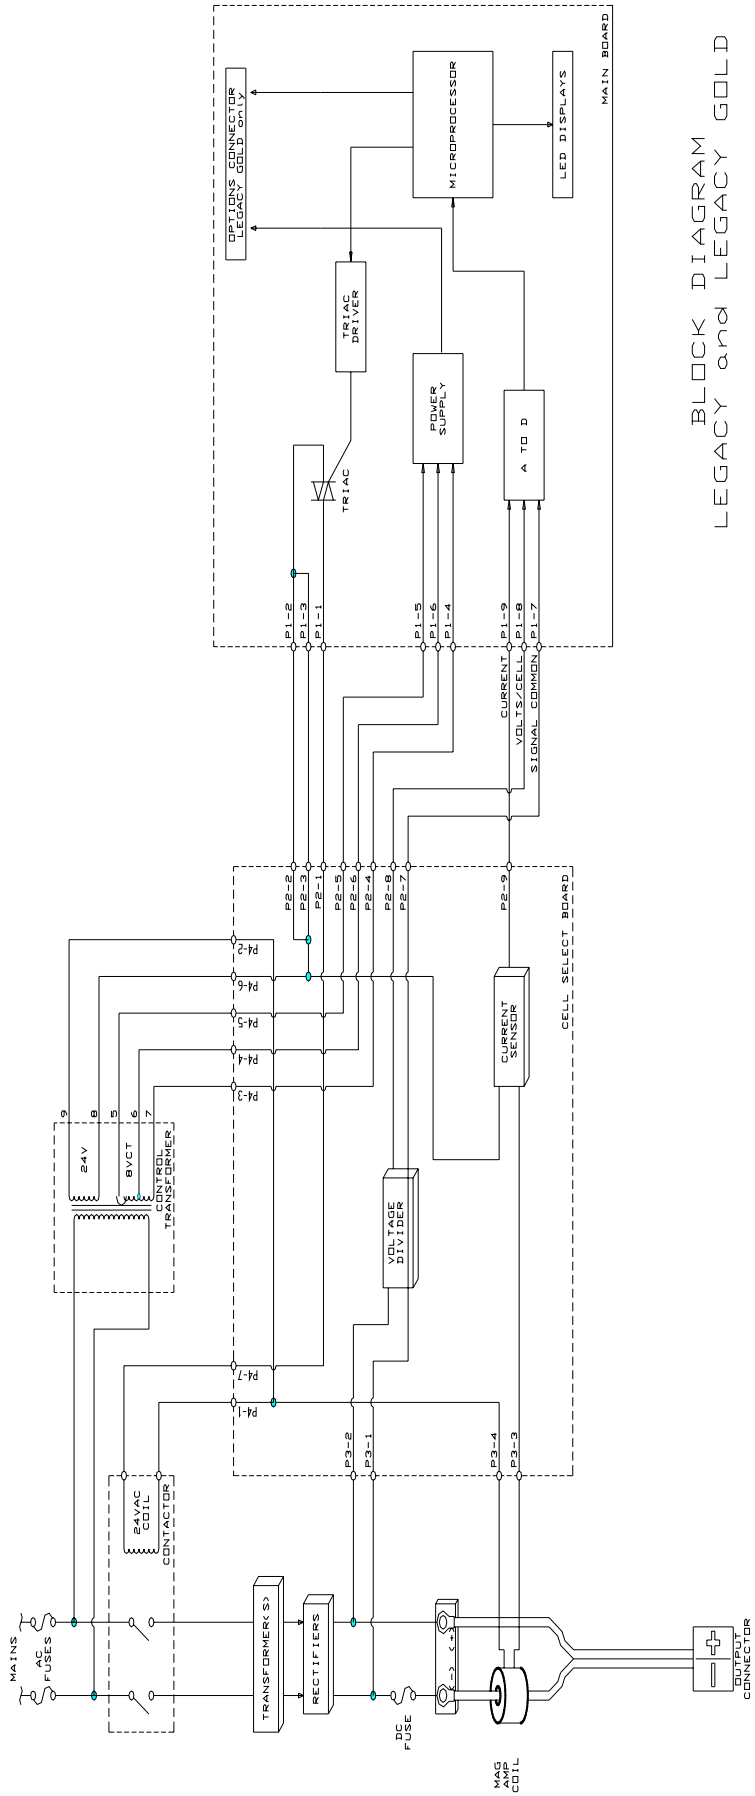 BLOCK DIAGRAM
LEGACY and LEGACY GOLD
MAINS
AC
FUSES
24VAC
COIL
CONTACTOR
TRANSFORMER(S)
RECTIFIERS
DC
FUSE
(-) (+)
MAG
AMP
COIL
OUTPUT
CONNECTOR
24V
8VCT
CONTROL
TRANSFORMER
9
8
5
6
7
P4-2
P4-6
P4-5
P4-4
P4-3
P4-7
P4-1
P3-2
P3-1
P3-4
P3-3
VOLTAGE
DIVIDER
CURRENT
SENSOR
CELL SELECT BOARD
P2-2
P2-3
P2-1
P2-5
P2-6
P2-4
P2-8
P2-7
P2-9
P1-2
P1-3
P1-1
P1-5
P1-6
P1-4
CURRENT P1-9
VOLTS/CELL P1-8
SIGNAL COMMON P1-7
TRIAC
TRIAC
DRIVER
POWER
SUPPLY
A TO D
OPTIONS CONNECTOR
LEGACY GOLD only
MICROPROCESSOR
LED DISPLAYS
MAIN BOARD